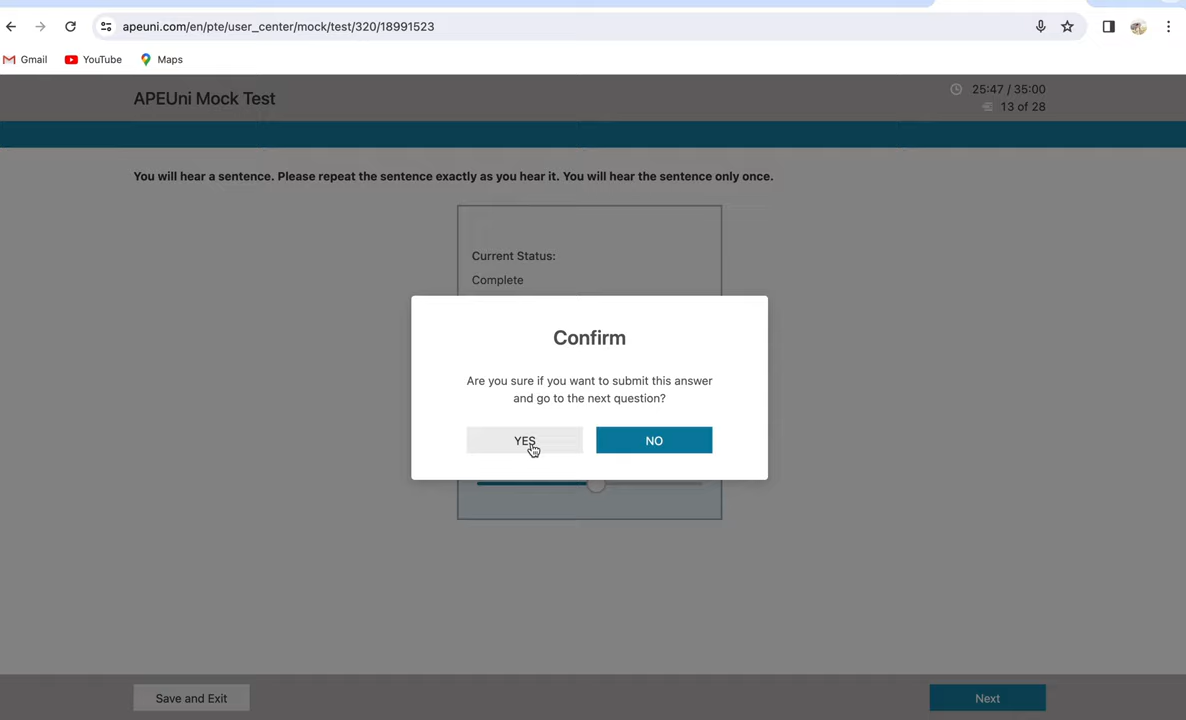 apeuni.com/en/pte/user_center/mock/test/320/18991523
Gmail
YouTube
Maps
APEUni Mock Test
25:47 / 35:00
13 of 28
You will hear a sentence. Please repeat the sentence exactly as you hear it. You will hear the sentence only once.
Current Status:
Complete
Confirm
Are you sure if you want to submit this answer
and go to the next question?
YES
NO
Save and Exit
Next